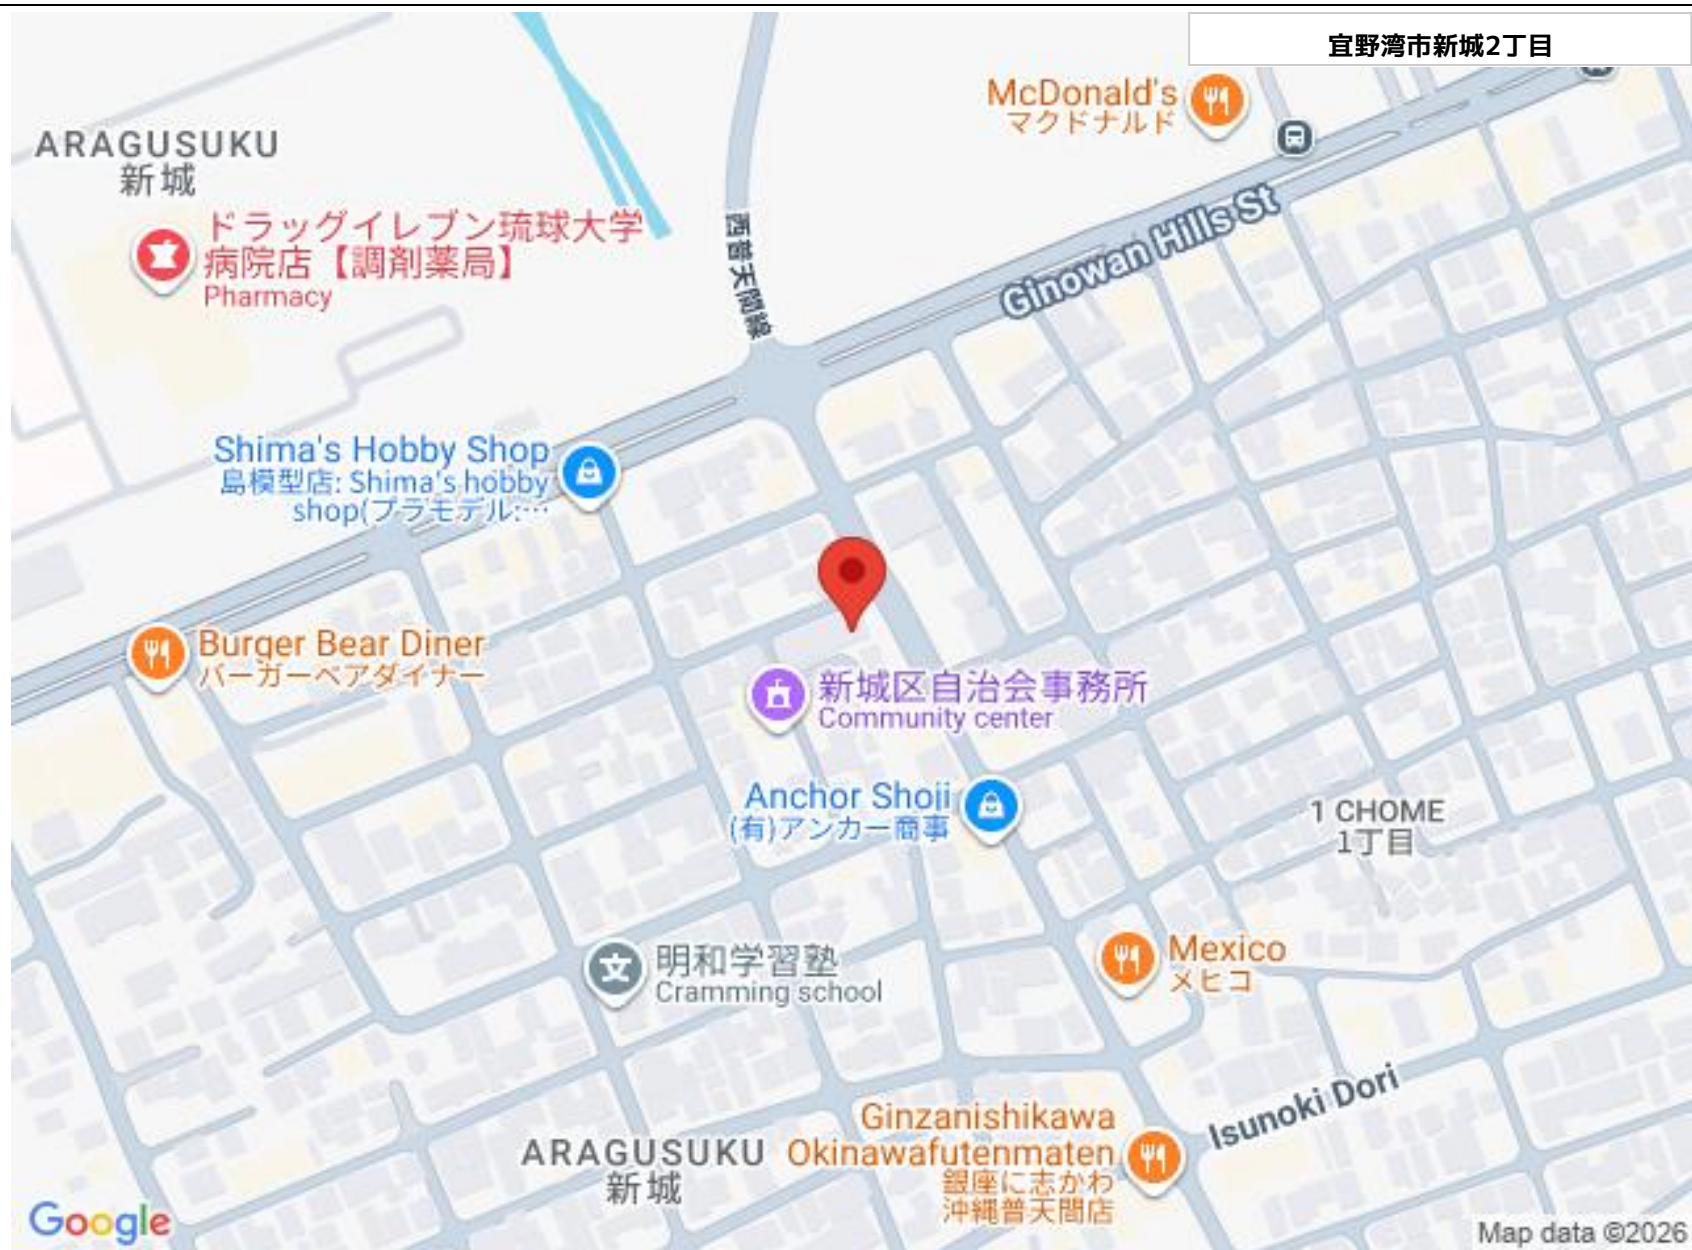 宜野湾市新城2丁目
McDonald's
マクドナルド
ARAGUSUKU
新城
ドラッグイレブン琉球大学
病院店【調剤薬局】
Pharmacy
西普天間線
Ginowan Hills St
Shima's Hobby Shop
島模型店: Shima's hobby
shop(プラモデル:…
Burger Bear Diner
バーガーベアダイナー
新城区自治会事務所
Community center
Anchor Shoji
(有)アンカー商事
1 CHOME
1丁目
明和学習塾
Cramming school
Mexico
メヒコ
Isunoki Dori
ARAGUSUKU
新城
Ginzanishikawa
Okinawafutenmaten
銀座に志かわ
沖縄普天間店
Google
Map data ©2026